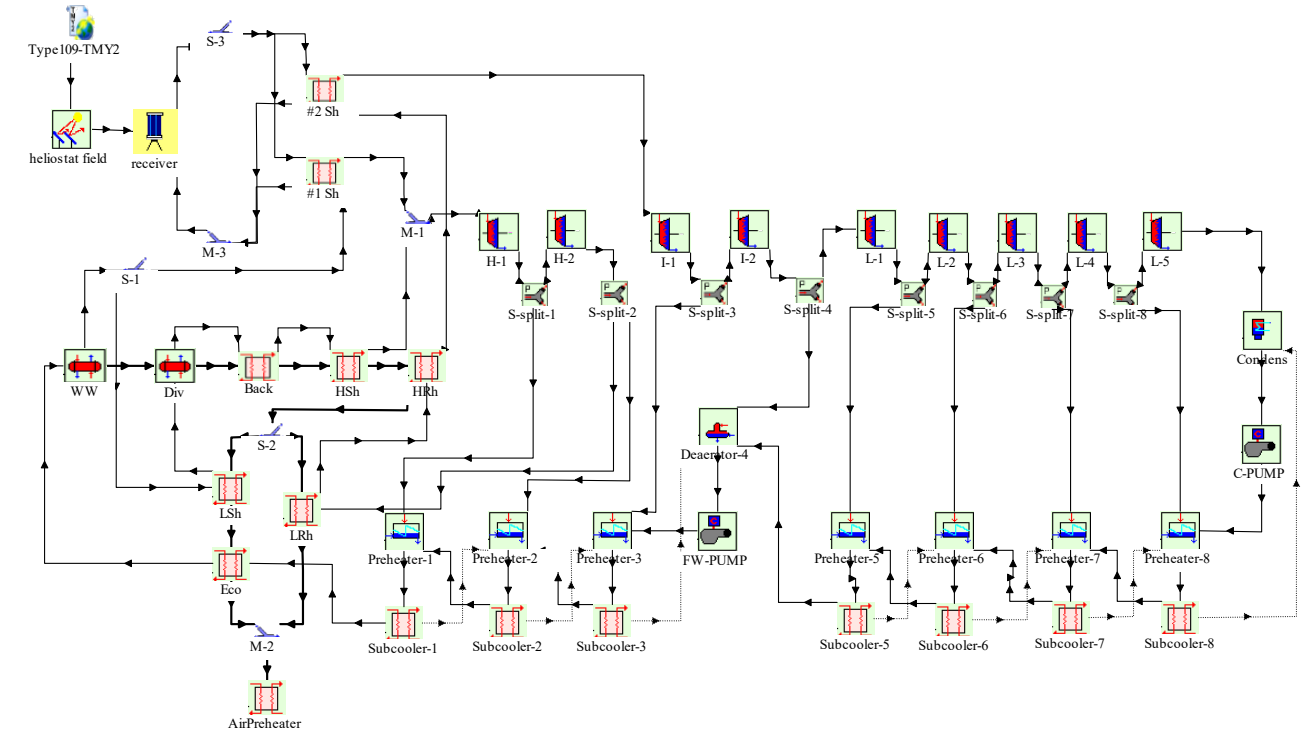 Type109-TMY2
S-3
#2 Sh
heliostat field
receiver
#1 Sh
M-1
M-3
S-1
H-1
H-2
I-1
I-2
L-1
L-2
L-3
L-4
L-5
S-split-1
S-split-2
S-split-3
S-split-4
S-split-5
S-split-6
S-split-7
S-split-8
Condens
WW
Div
Back
HSh
HRh
S-2
Deaerator-4
C-PUMP
LSh
LRh
Preheater-1
Preheater-2
Preheater-3
FW-PUMP
Preheater-5
Preheater-6
Preheater-7
Preheater-8
Eco
M-2
Subcooler-1
Subcooler-2
Subcooler-3
Subcooler-5
Subcooler-6
Subcooler-7
Subcooler-8
AirPreheater